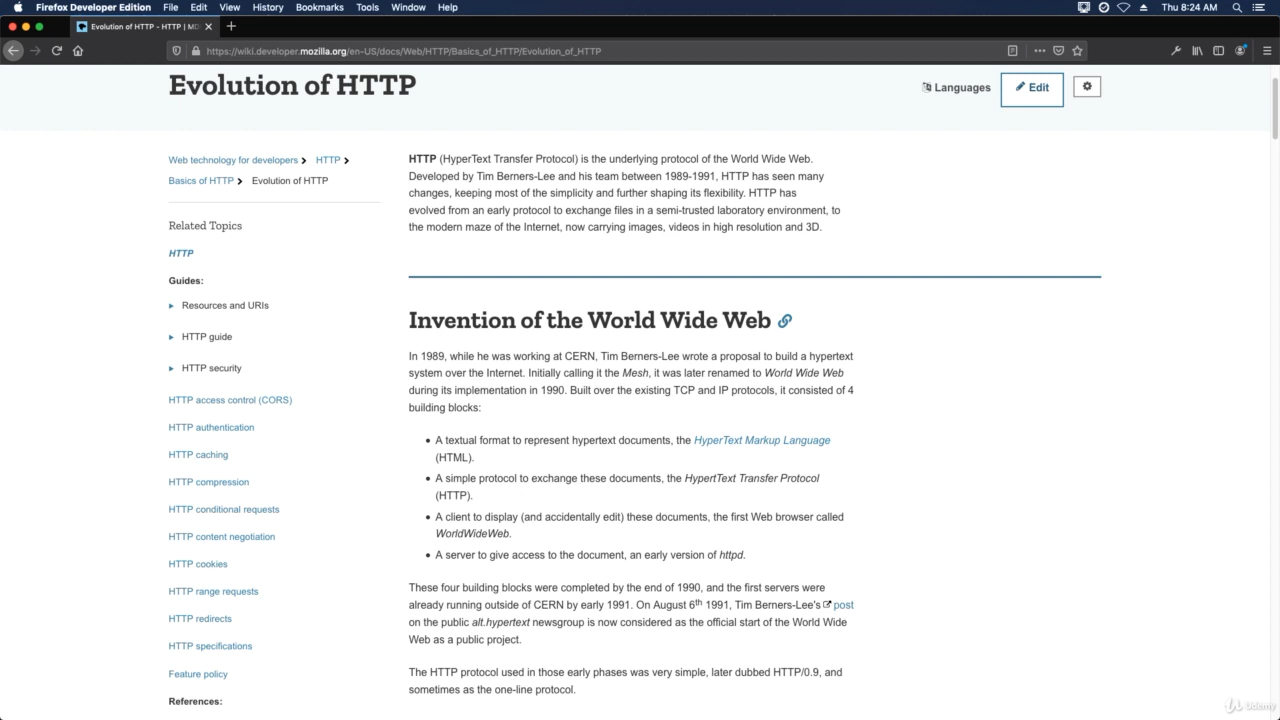 Firefox Developer Edition File Edit View History Bookmarks Tools Window Help Thu 8:24 AM
Evolution of HTTP - HTTP | MD
https://wiki.developer.mozilla.org/en-US/docs/Web/HTTP/Basics_of_HTTP/Evolution_of_HTTP
Evolution of HTTP
Languages Edit
Web technology for developers HTTP
Basics of HTTP Evolution of HTTP
Related Topics
HTTP
Guides:
Resources and URIs
HTTP guide
HTTP security
HTTP access control (CORS)
HTTP authentication
HTTP caching
HTTP compression
HTTP conditional requests
HTTP content negotiation
HTTP cookies
HTTP range requests
HTTP redirects
HTTP specifications
Feature policy
References:
HTTP (HyperText Transfer Protocol) is the underlying protocol of the World Wide Web.
Developed by Tim Berners-Lee and his team between 1989-1991, HTTP has seen many
changes, keeping most of the simplicity and further shaping its flexibility. HTTP has
evolved from an early protocol to exchange files in a semi-trusted laboratory environment, to
the modern maze of the Internet, now carrying images, videos in high resolution and 3D.
Invention of the World Wide Web
In 1989, while he was working at CERN, Tim Berners-Lee wrote a proposal to build a hypertext
system over the Internet. Initially calling it the Mesh, it was later renamed to World Wide Web
during its implementation in 1990. Built over the existing TCP and IP protocols, it consisted of 4
building blocks:
• A textual format to represent hypertext documents, the HyperText Markup Language
(HTML).
• A simple protocol to exchange these documents, the HypertText Transfer Protocol
(HTTP).
• A client to display (and accidentally edit) these documents, the first Web browser called
WorldWideWeb.
• A server to give access to the document, an early version of httpd.
These four building blocks were completed by the end of 1990, and the first servers were
already running outside of CERN by early 1991. On August 6th 1991, Tim Berners-Lee's post
on the public alt.hypertext newsgroup is now considered as the official start of the World Wide
Web as a public project.
The HTTP protocol used in those early phases was very simple, later dubbed HTTP/0.9, and
sometimes as the one-line protocol.
Udemy